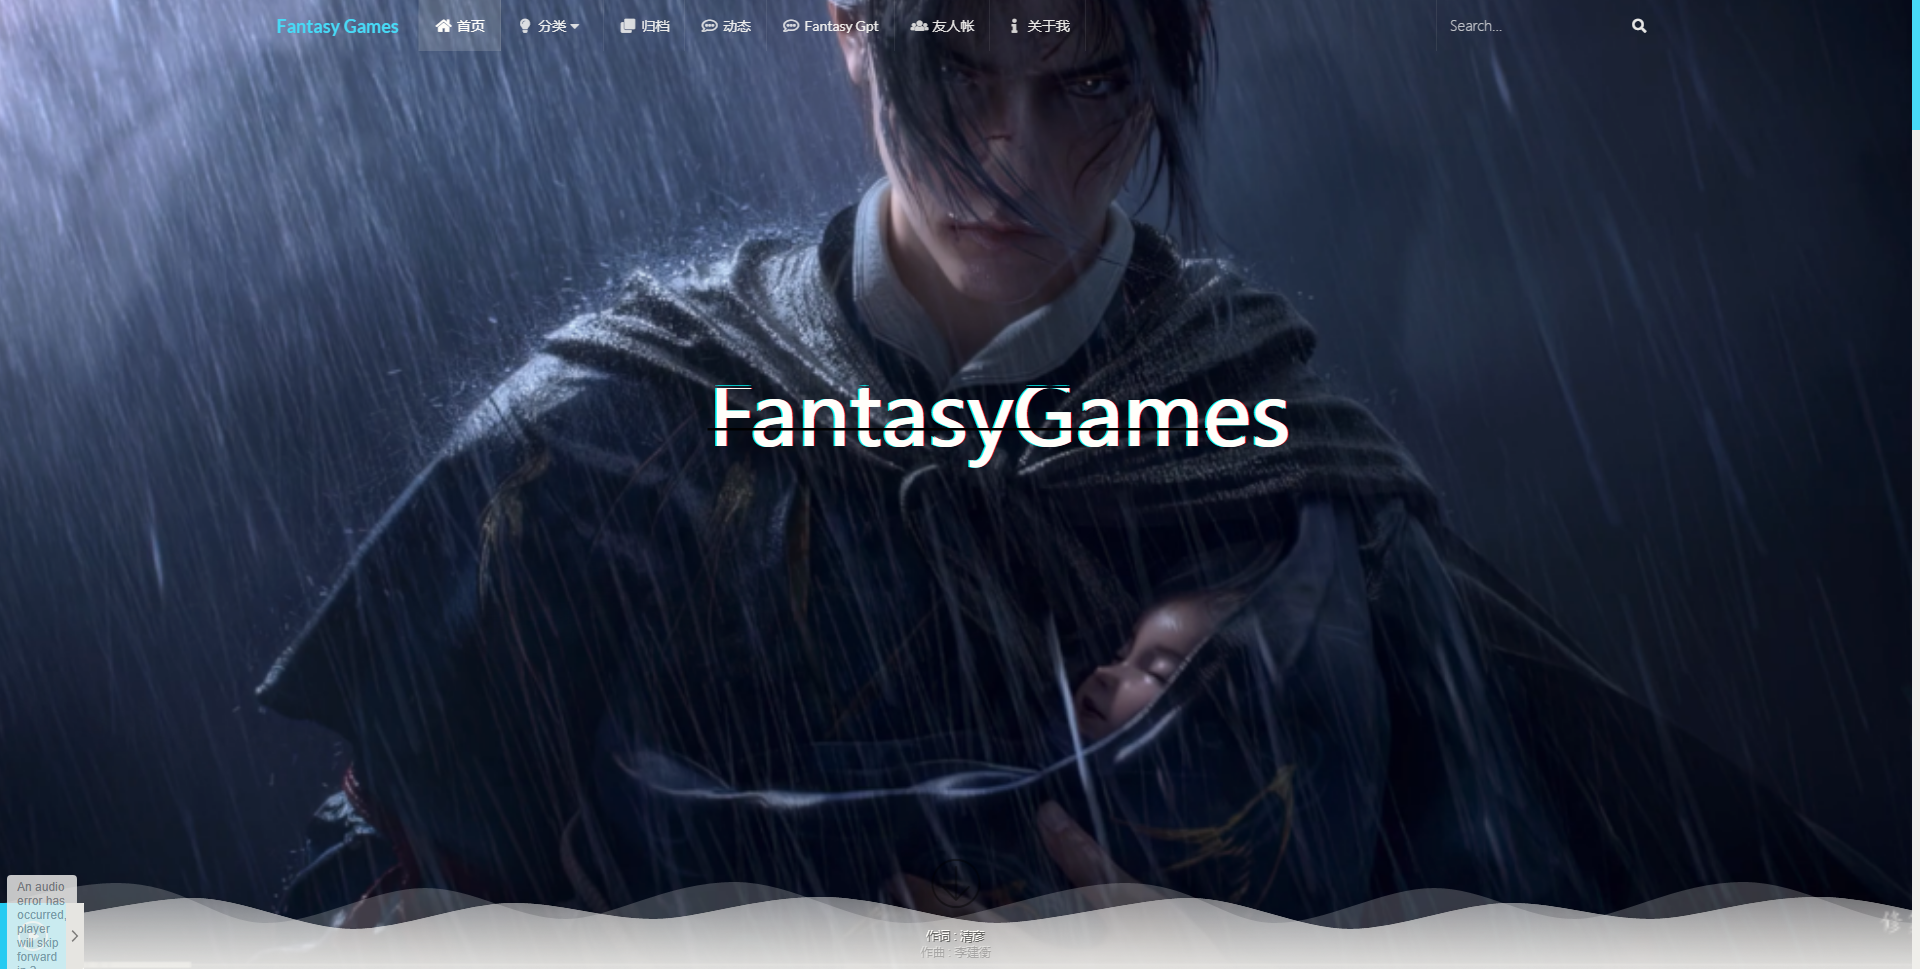 Fantasy Games
首页
分类
归档
动态
Fantasy Gpt
友人帐
关于我
Search...
FantasyGames
An audio
error has
occurred,
player
will skip
forward
作词 : 清彦
作曲 : 李建衡